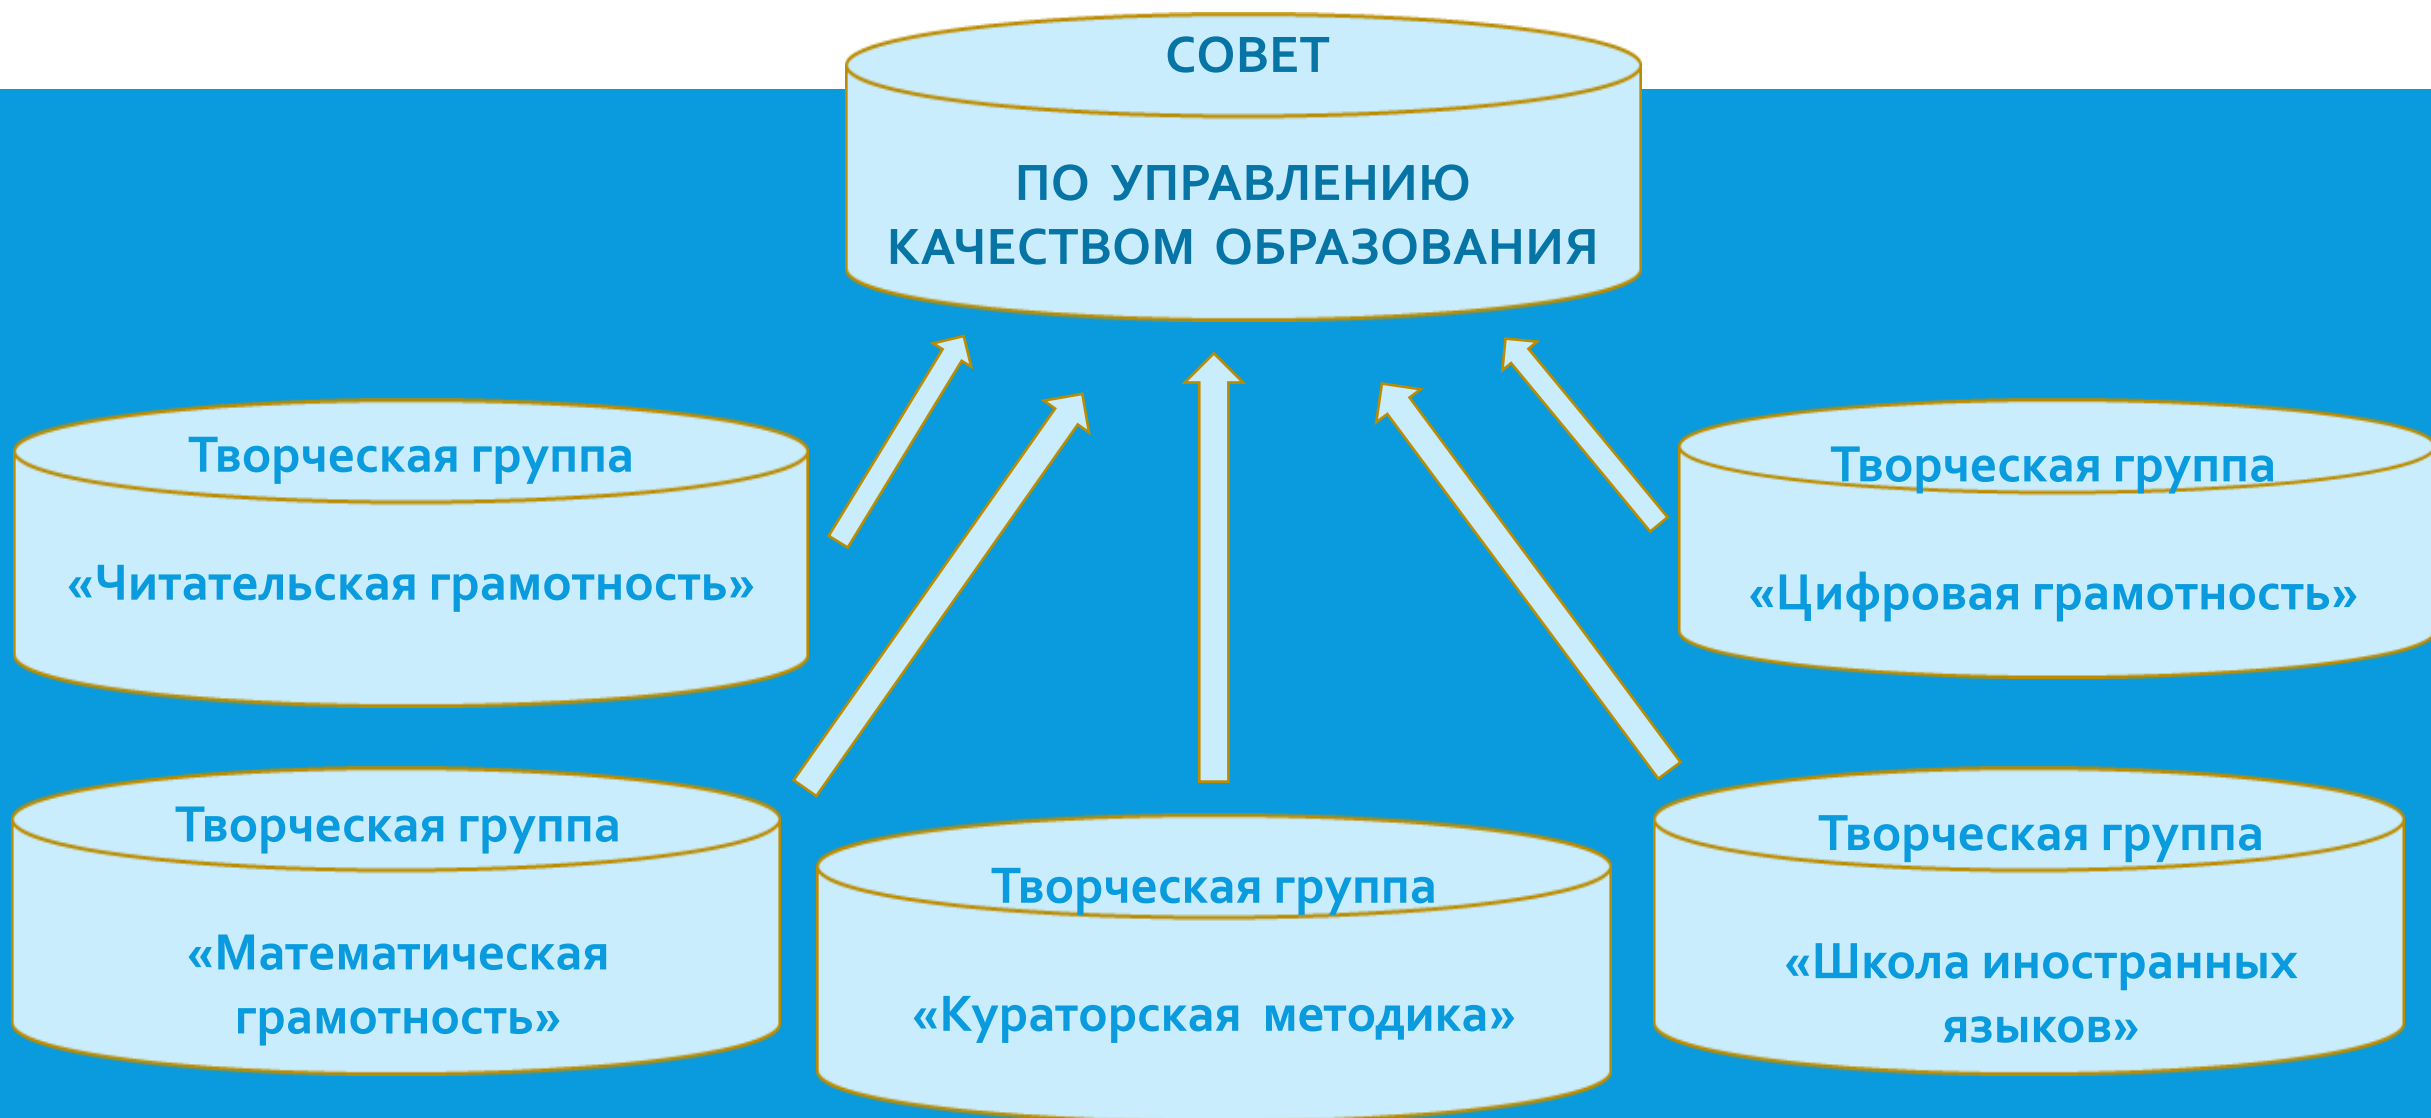 СОВЕТ
ПО УПРАВЛЕНИЮ
КАЧЕСТВОМ ОБРАЗОВАНИЯ
Творческая группа
«Читательская грамотность»
Творческая группа
«Цифровая грамотность»
Творческая группа
«Математическая
грамотность»
Творческая группа
«Кураторская методика»
Творческая группа
«Школа иностранных
языков»